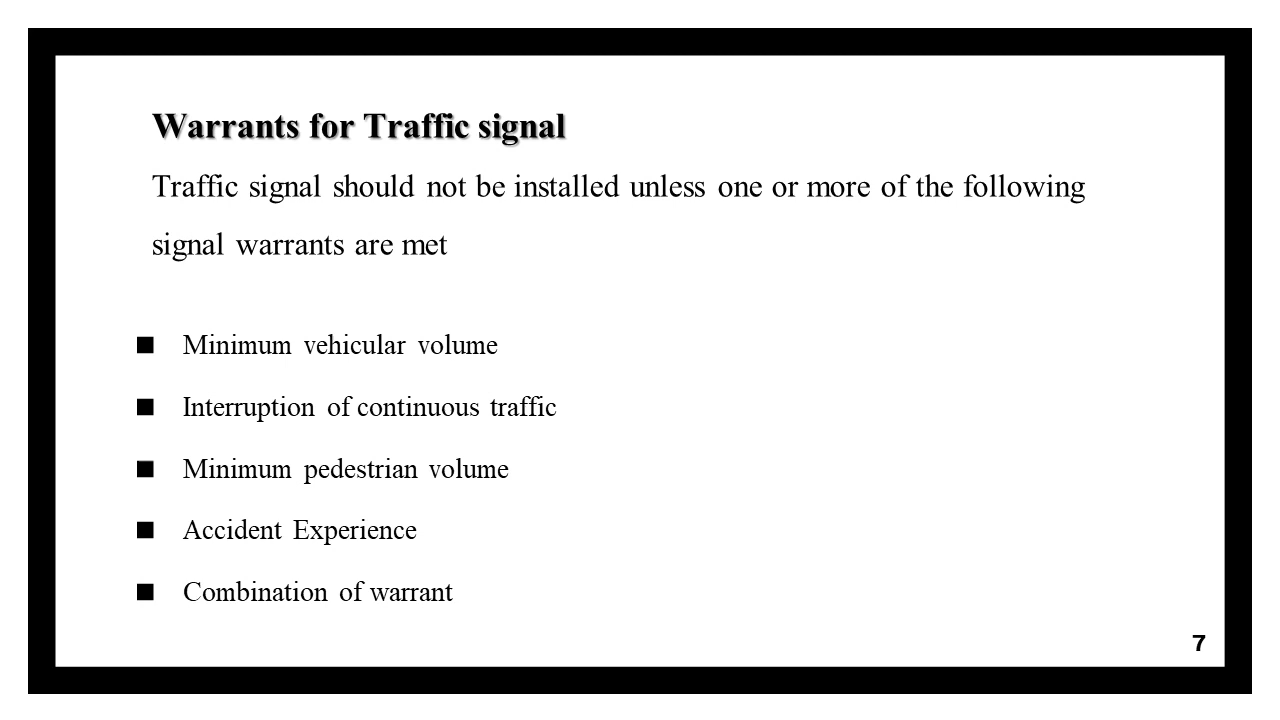 Warrants for Traffic signal
Traffic signal should not be installed unless one or more of the following
signal warrants are met
■ Minimum vehicular volume
■ Interruption of continuous traffic
■ Minimum pedestrian volume
■ Accident Experience
■ Combination of warrant
7